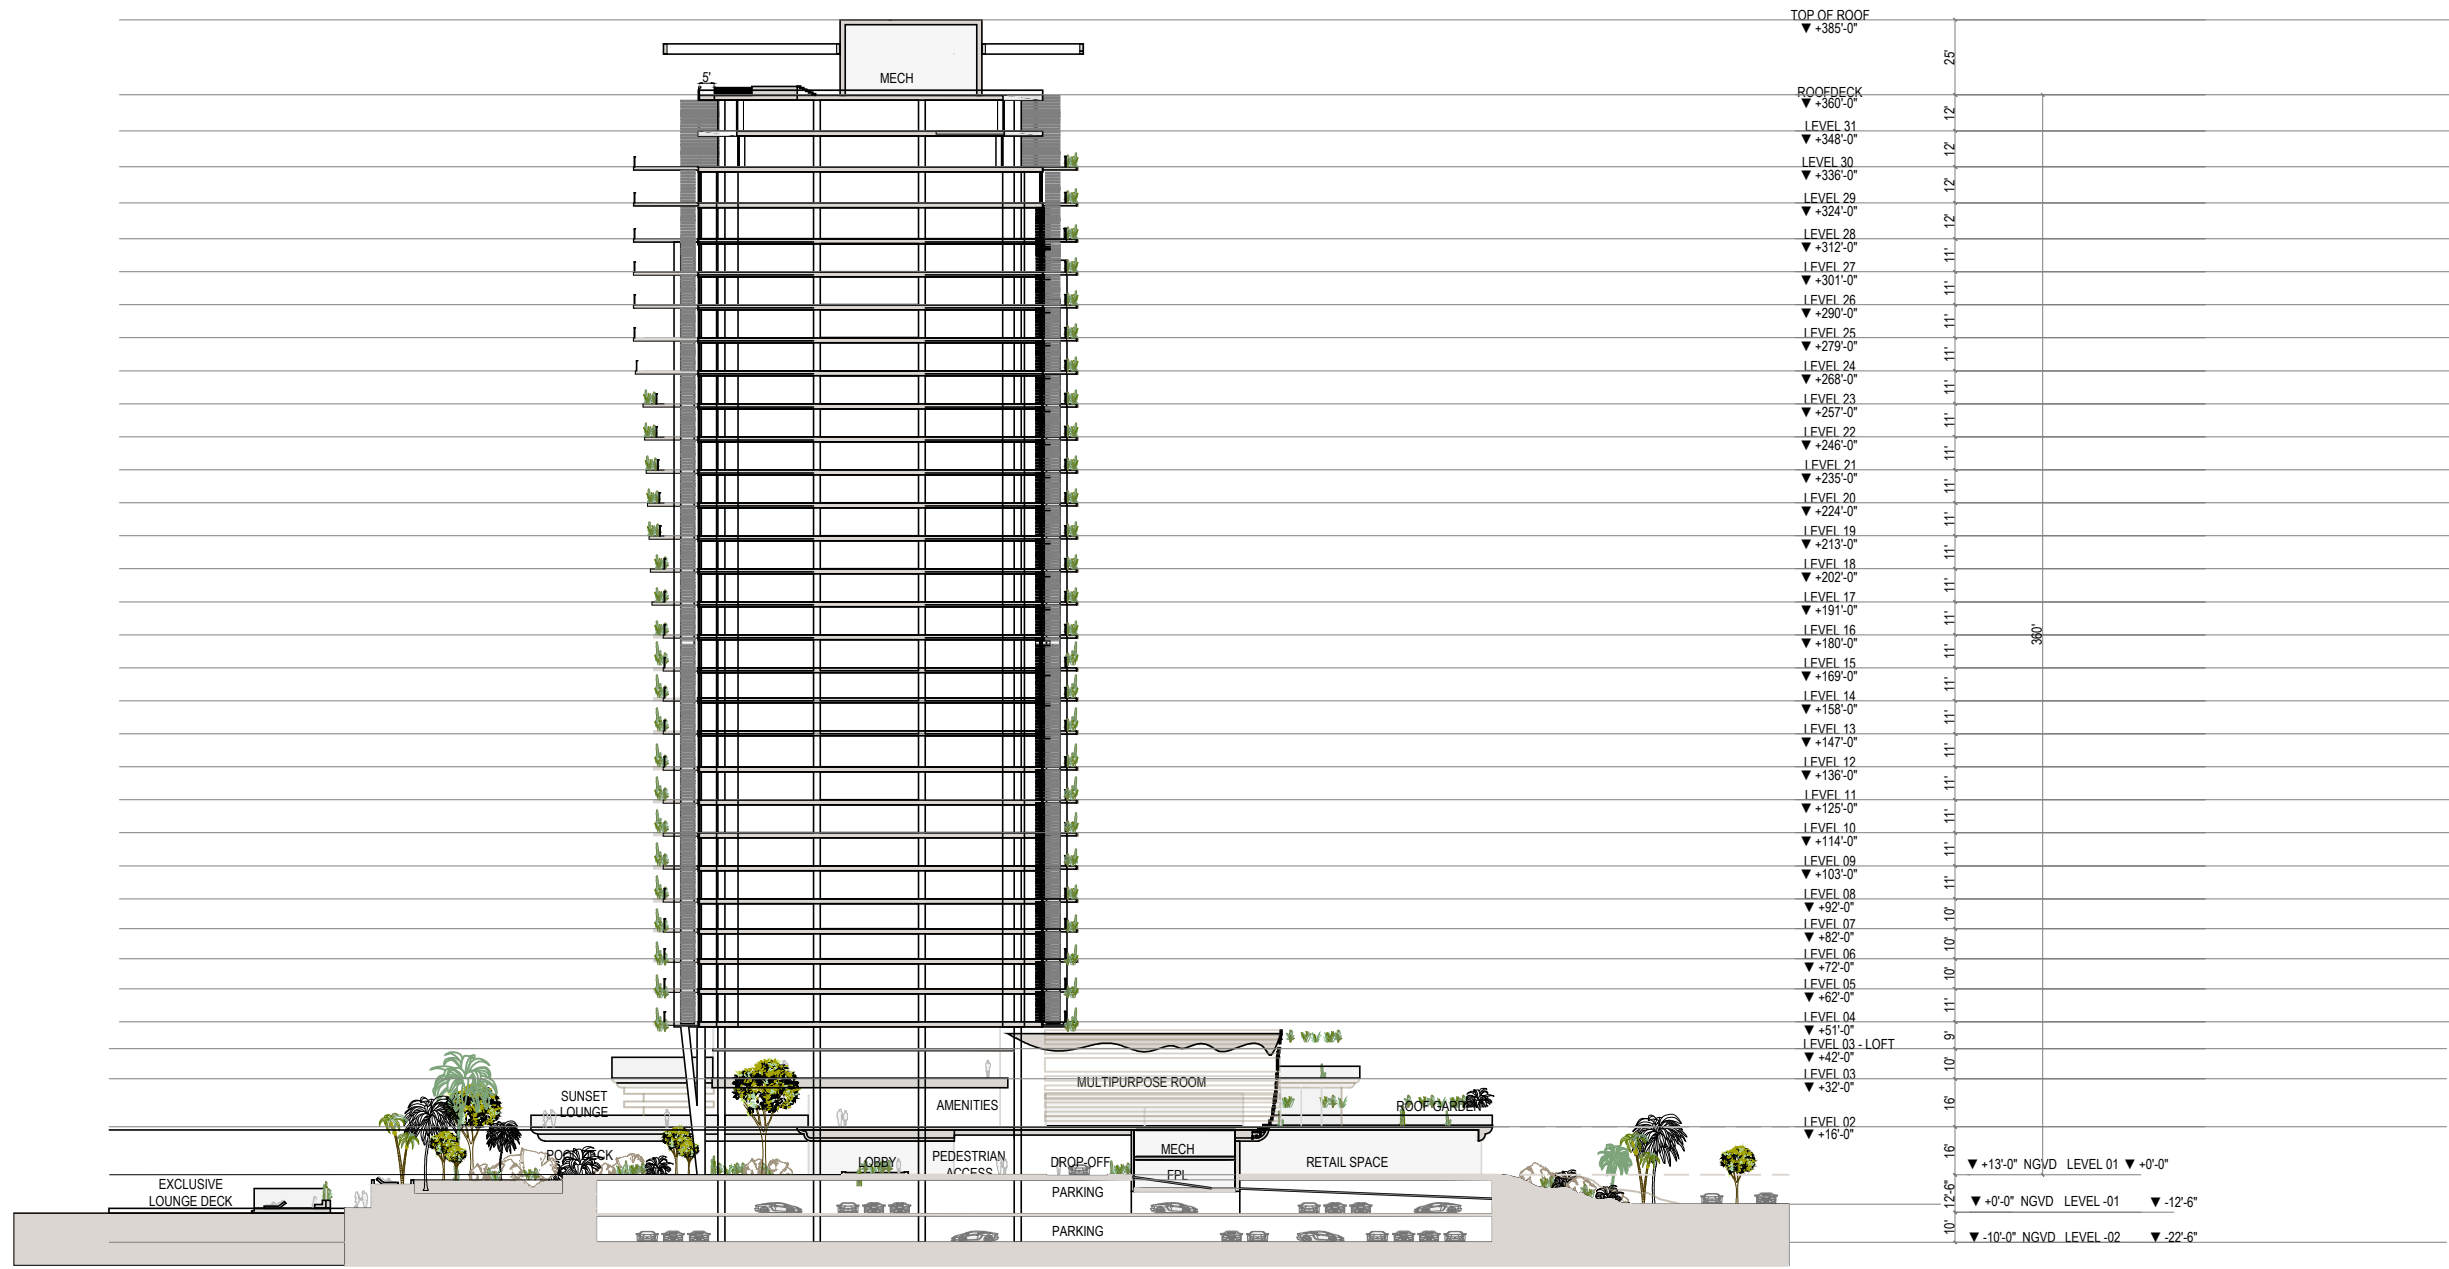 TOP OF ROOF
▼ +385'-0"
25'
MECH
5'
ROOFDECK
▼ +360'-0"
12'
LEVEL 31
▼ +348'-0"
12'
LEVEL 30
▼ +336'-0"
12'
LEVEL 29
▼ +324'-0"
12'
LEVEL 28
▼ +312'-0"
11'
LEVEL 27
▼ +301'-0"
11'
LEVEL 26
▼ +290'-0"
11'
LEVEL 25
▼ +279'-0"
11'
LEVEL 24
▼ +268'-0"
11'
LEVEL 23
▼ +257'-0"
11'
LEVEL 22
▼ +246'-0"
11'
LEVEL 21
▼ +235'-0"
11'
LEVEL 20
▼ +224'-0"
11'
LEVEL 19
▼ +213'-0"
11'
LEVEL 18
▼ +202'-0"
11'
LEVEL 17
▼ +191'-0"
11'
LEVEL 16
▼ +180'-0"
360'
11'
LEVEL 15
▼ +169'-0"
11'
LEVEL 14
▼ +158'-0"
11'
LEVEL 13
▼ +147'-0"
11'
LEVEL 12
▼ +136'-0"
11'
LEVEL 11
▼ +125'-0"
11'
LEVEL 10
▼ +114'-0"
11'
LEVEL 09
▼ +103'-0"
11'
LEVEL 08
▼ +92'-0"
10'
LEVEL 07
▼ +82'-0"
10'
LEVEL 06
▼ +72'-0"
10'
LEVEL 05
▼ +62'-0"
11'
LEVEL 04
▼ +51'-0"
9'
LEVEL 03 - LOFT
▼ +42'-0"
10'
LEVEL 03
▼ +32'-0"
16'
LEVEL 02
▼ +16'-0"
16'
MULTIPURPOSE ROOM
SUNSET
LOUNGE
AMENITIES
ROOF GARDEN
POOL DECK
LOBBY
PEDESTRIAN
ACCESS
DROP-OFF
MECH
FPL
RETAIL SPACE
▼ +13'-0" NGVD LEVEL 01 ▼ +0'-0"
EXCLUSIVE
LOUNGE DECK
PARKING
12'-6"
▼ +0'-0" NGVD LEVEL -01 ▼ -12'-6"
PARKING
10'
▼ -10'-0" NGVD LEVEL -02 ▼ -22'-6"